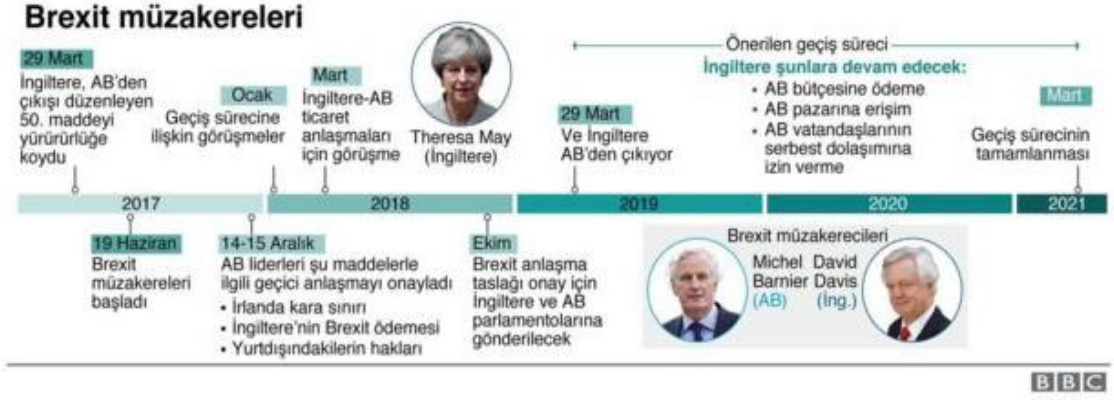 Brexit müzakereleri
29 Mart
İngiltere, AB'den
çıkışı düzenleyen
50. maddeyi
yürürürlüğe
koydu
Ocak
Geçiş sürecine
ilişkin görüşmeler
Mart
İngiltere-AB
ticaret
anlaşmaları
için görüşme
Theresa May
(İngiltere)
29 Mart
Ve İngiltere
AB'den çıkıyor
Önerilen geçiş süreci
İngiltere şunlara devam edecek:
• AB bütçesine ödeme
• AB pazarına erişim
• AB vatandaşlarının
serbest dolaşımına
izin verme
Mart
Geçiş sürecinin
tamamlanması
2017 2018 2019 2020 2021
19 Haziran
Brexit
müzakereleri
başladı
14-15 Aralık
AB liderleri şu maddelerle
ilgili geçici anlaşmayı onayladı
• İrlanda kara sınırı
• İngiltere'nin Brexit ödemesi
• Yurtdışındakilerin hakları
Ekim
Brexit anlaşma
taslağı onay için
İngiltere ve AB
parlamentolarına
gönderilecek
Brexit müzakerecileri
Michel David
Barnier Davis
(AB) (İng.)
BBC